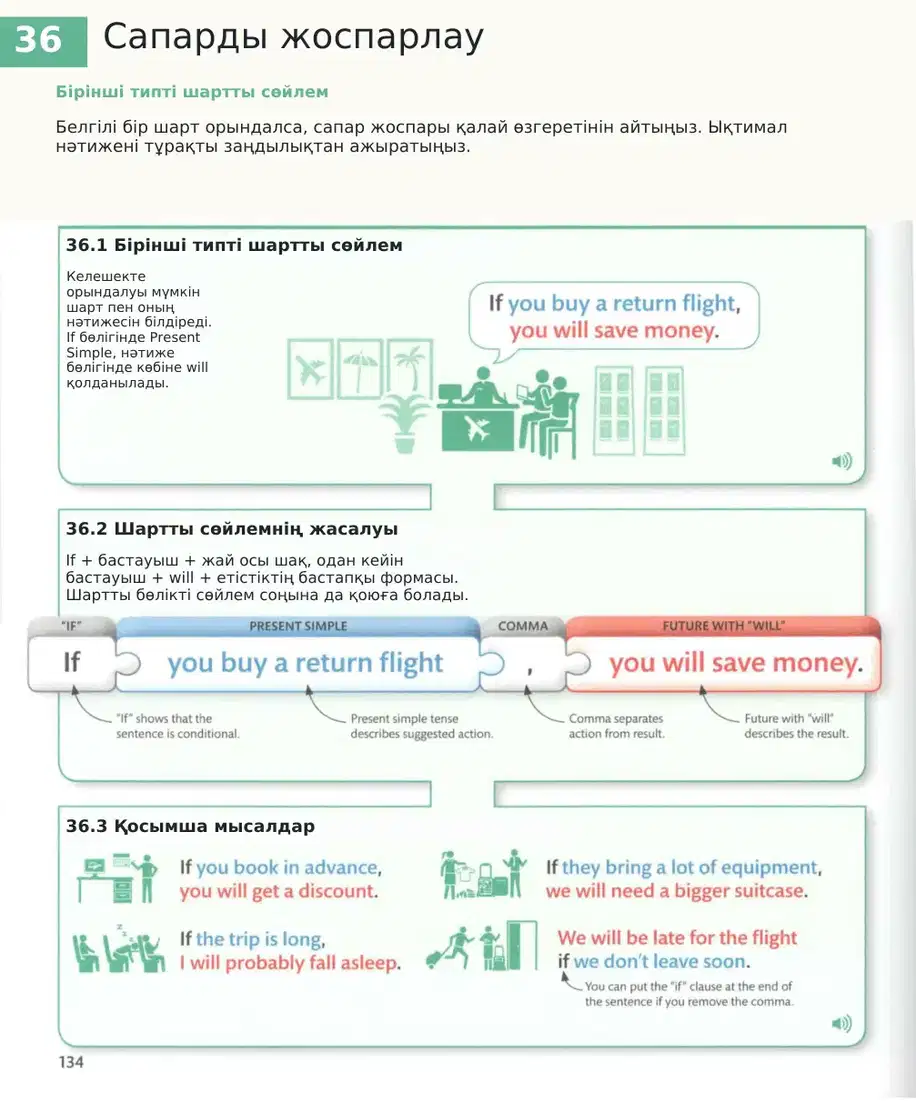 36
Сапарды жоспарлау
Бірінші типті шартты сөйлем
Белгілі бір шарт орындалса, сапар жоспары қалай өзгеретінін айтыңыз. Ықтимал
нәтижені тұрақты заңдылықтан ажыратыңыз.
36.1 Бірінші типті шартты сөйлем
Келешекте
орындалуы мүмкін
шарт пен оның
нәтижесін білдіреді.
If бөлігінде Present
Simple, нәтиже
бөлігінде көбіне will
қолданылады.
If you buy a return flight,
you will save money.
36.2 Шартты сөйлемнің жасалуы
If + бастауыш + жай осы шақ, одан кейін
бастауыш + will + етістіктің бастапқы формасы.
Шартты бөлікті сөйлем соңына да қоюға болады.
"IF"
PRESENT SIMPLE
COMMA
FUTURE WITH "WILL"
If
you buy a return flight
,
you will save money.
"If" shows that the
sentence is conditional.
Present simple tense
describes suggested action.
Comma separates
action from result.
Future with "will"
describes the result.
36.3 Қосымша мысалдар
If you book in advance,
you will get a discount.
If they bring a lot of equipment,
we will need a bigger suitcase.
z
z
z
If the trip is long,
I will probably fall asleep.
We will be late for the flight
if we don't leave soon.
You can put the "if" clause at the end of
the sentence if you remove the comma.
134